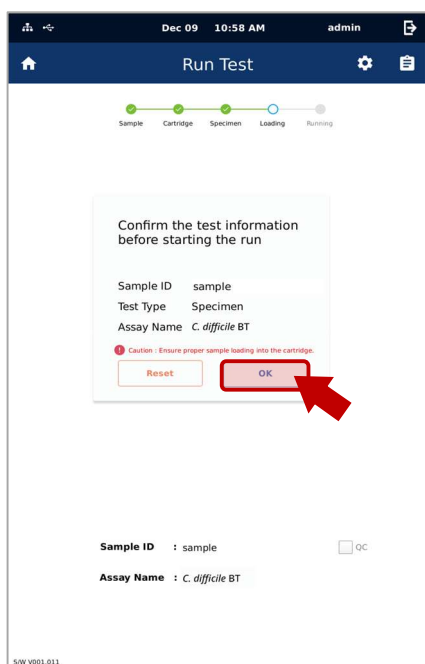 Dec 09 10:58 AM admin
Run Test
Sample Cartridge Specimen Loading Running
Confirm the test information
before starting the run
Sample ID sample
Test Type Specimen
Assay Name C. difficile BT
! Caution : Ensure proper sample loading into the cartridge.
Reset OK
Sample ID : sample QC
Assay Name : C. difficile BT
S/W V001.011